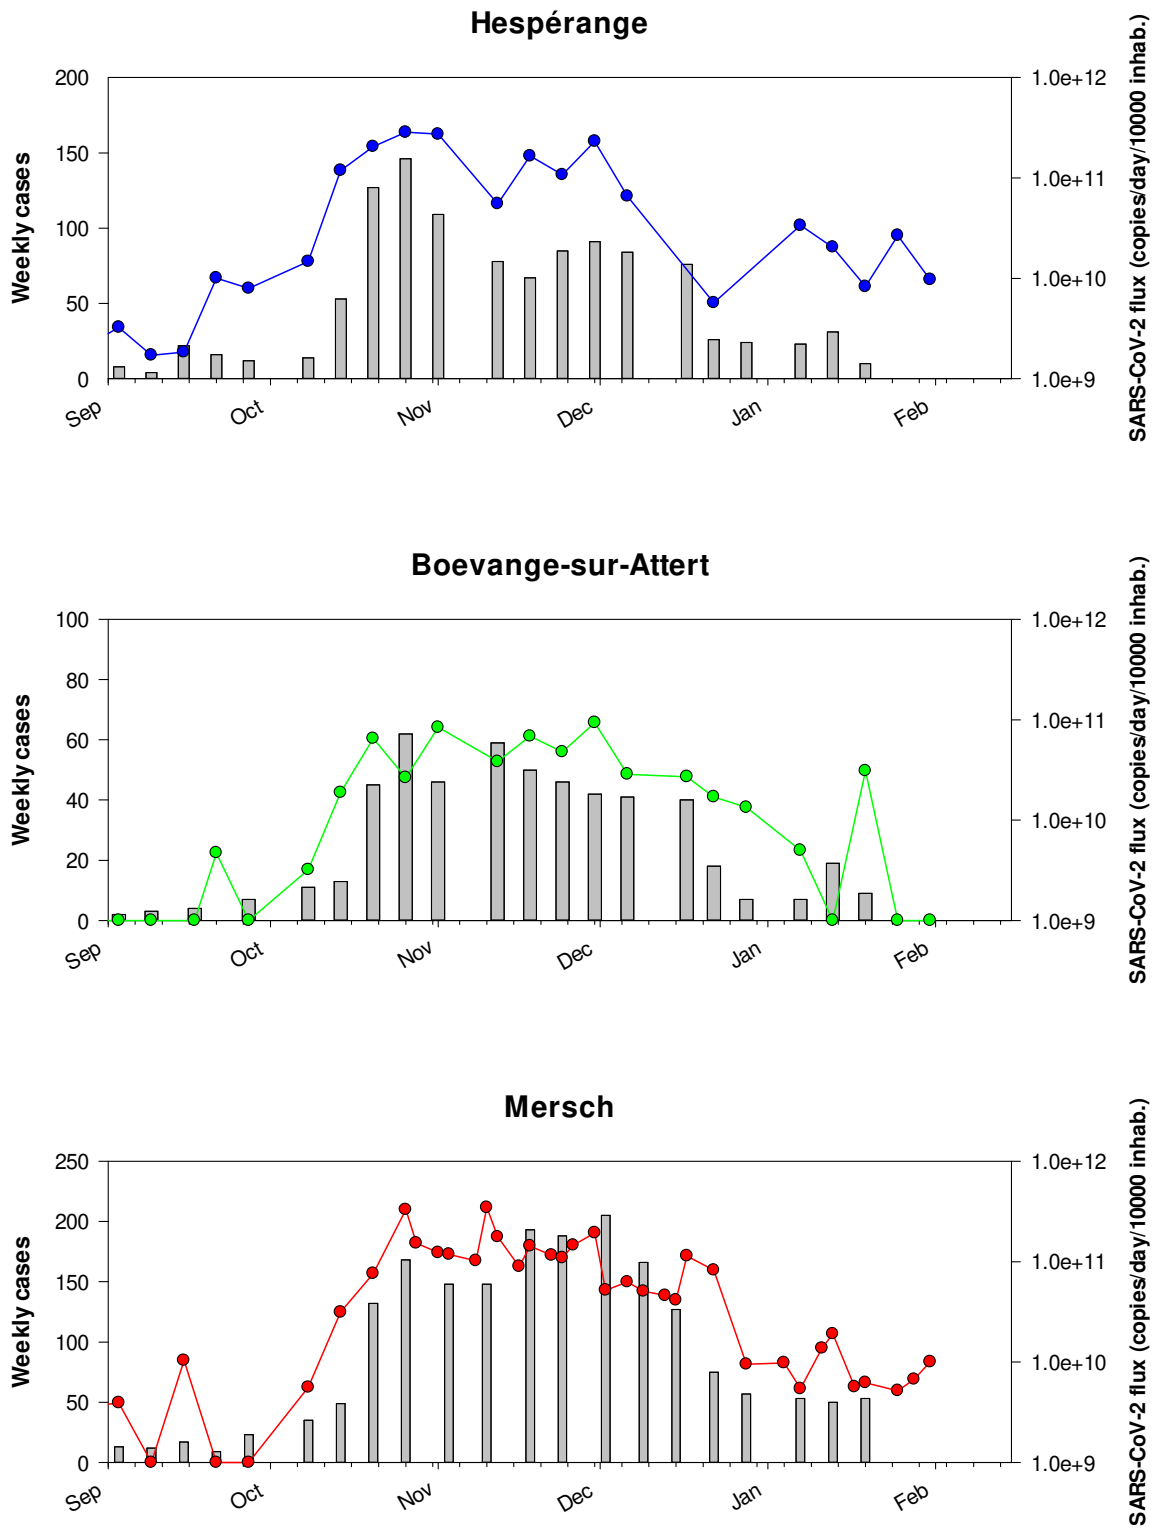 Hespérange
200
150
100
50
0
Weekly cases
1.0e+12
1.0e+11
1.0e+10
1.0e+9
SARS-CoV-2 flux (copies/day/10000 inhab.)
Sep
Oct
Nov
Dec
Jan
Feb
Boevange-sur-Attert
100
80
60
40
20
0
Weekly cases
1.0e+12
1.0e+11
1.0e+10
1.0e+9
SARS-CoV-2 flux (copies/day/10000 inhab.)
Sep
Oct
Nov
Dec
Jan
Feb
Mersch
250
200
150
100
50
0
Weekly cases
1.0e+12
1.0e+11
1.0e+10
1.0e+9
SARS-CoV-2 flux (copies/day/10000 inhab.)
Sep
Oct
Nov
Dec
Jan
Feb